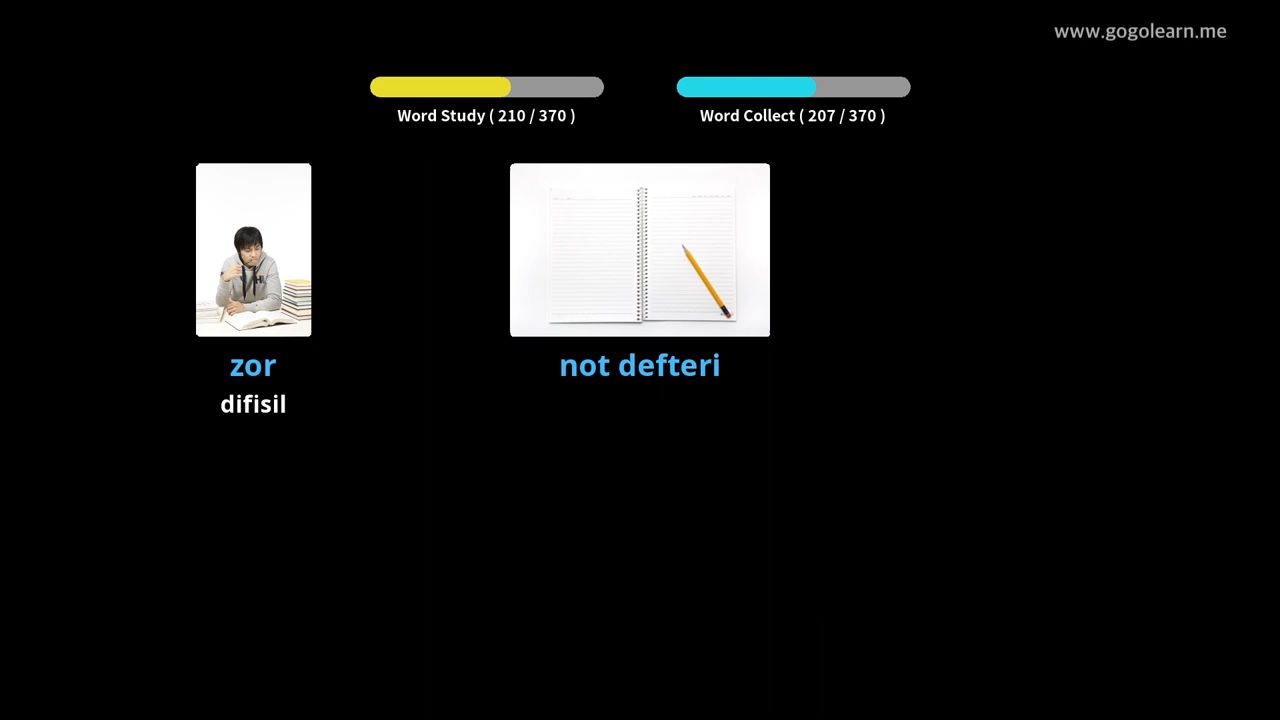 www.gogolearn.me
Word Study ( 210 / 370 )
Word Collect ( 207 / 370 )
zor
not defteri
difisil